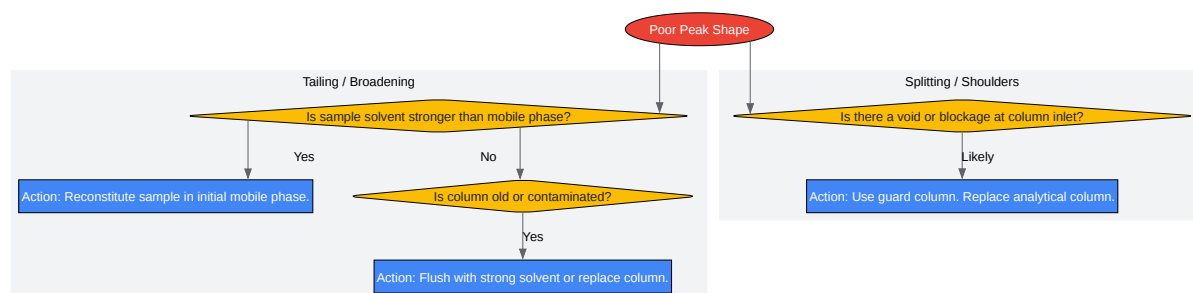 Poor Peak Shape
Tailing / Broadening
Splitting / Shoulders
Is sample solvent stronger than mobile phase?
Is there a void or blockage at column inlet?
Yes
No
Likely
Action: Reconstitute sample in initial mobile phase.
Is column old or contaminated?
Action: Use guard column. Replace analytical column.
Yes
Action: Flush with strong solvent or replace column.